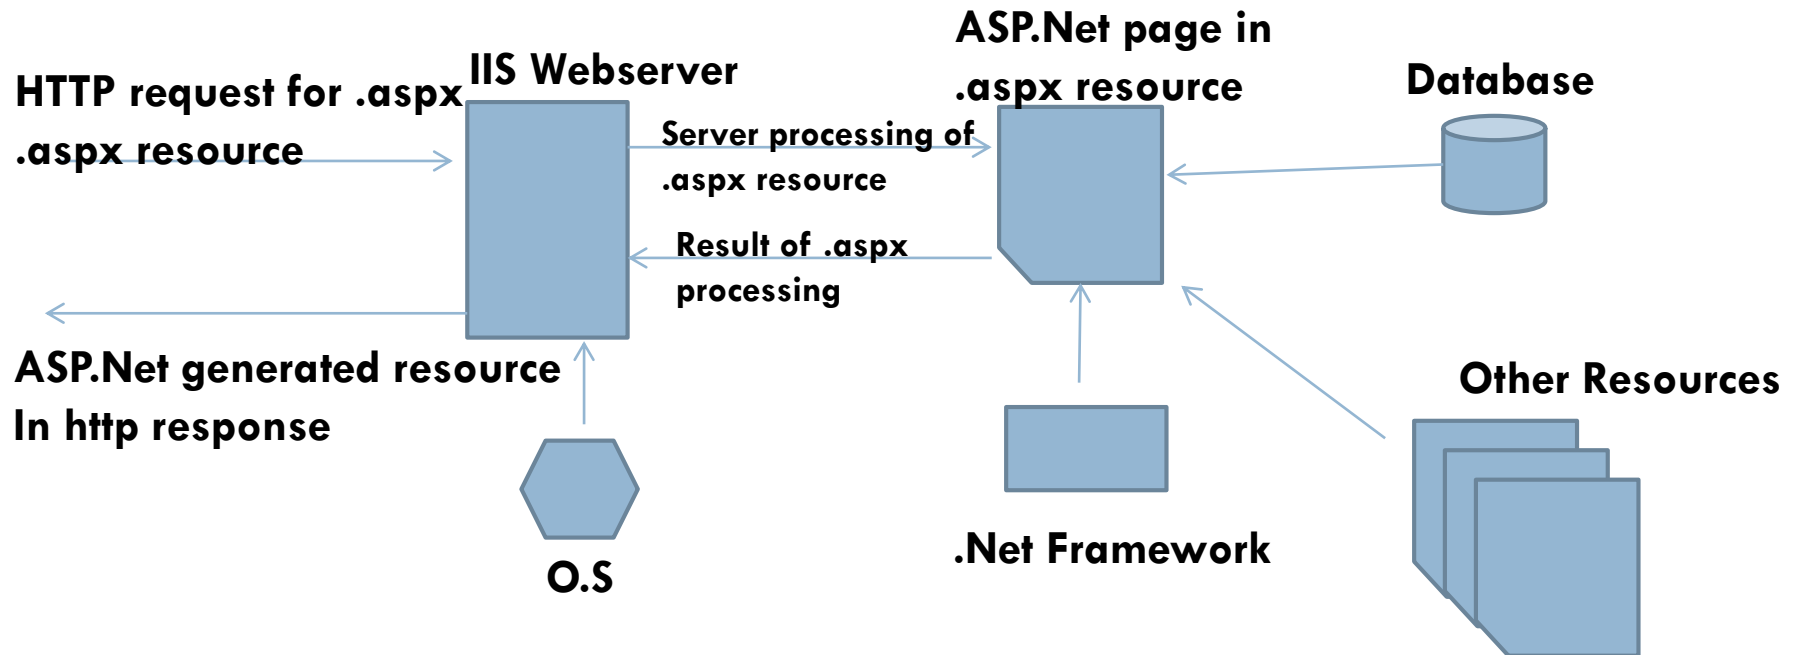 HTTP request for .aspx
.aspx resource
IIS Webserver
Server processing of
.aspx resource
Result of .aspx
processing
ASP.Net page in
.aspx resource
Database
ASP.Net generated resource
In http response
O.S
.Net Framework
Other Resources